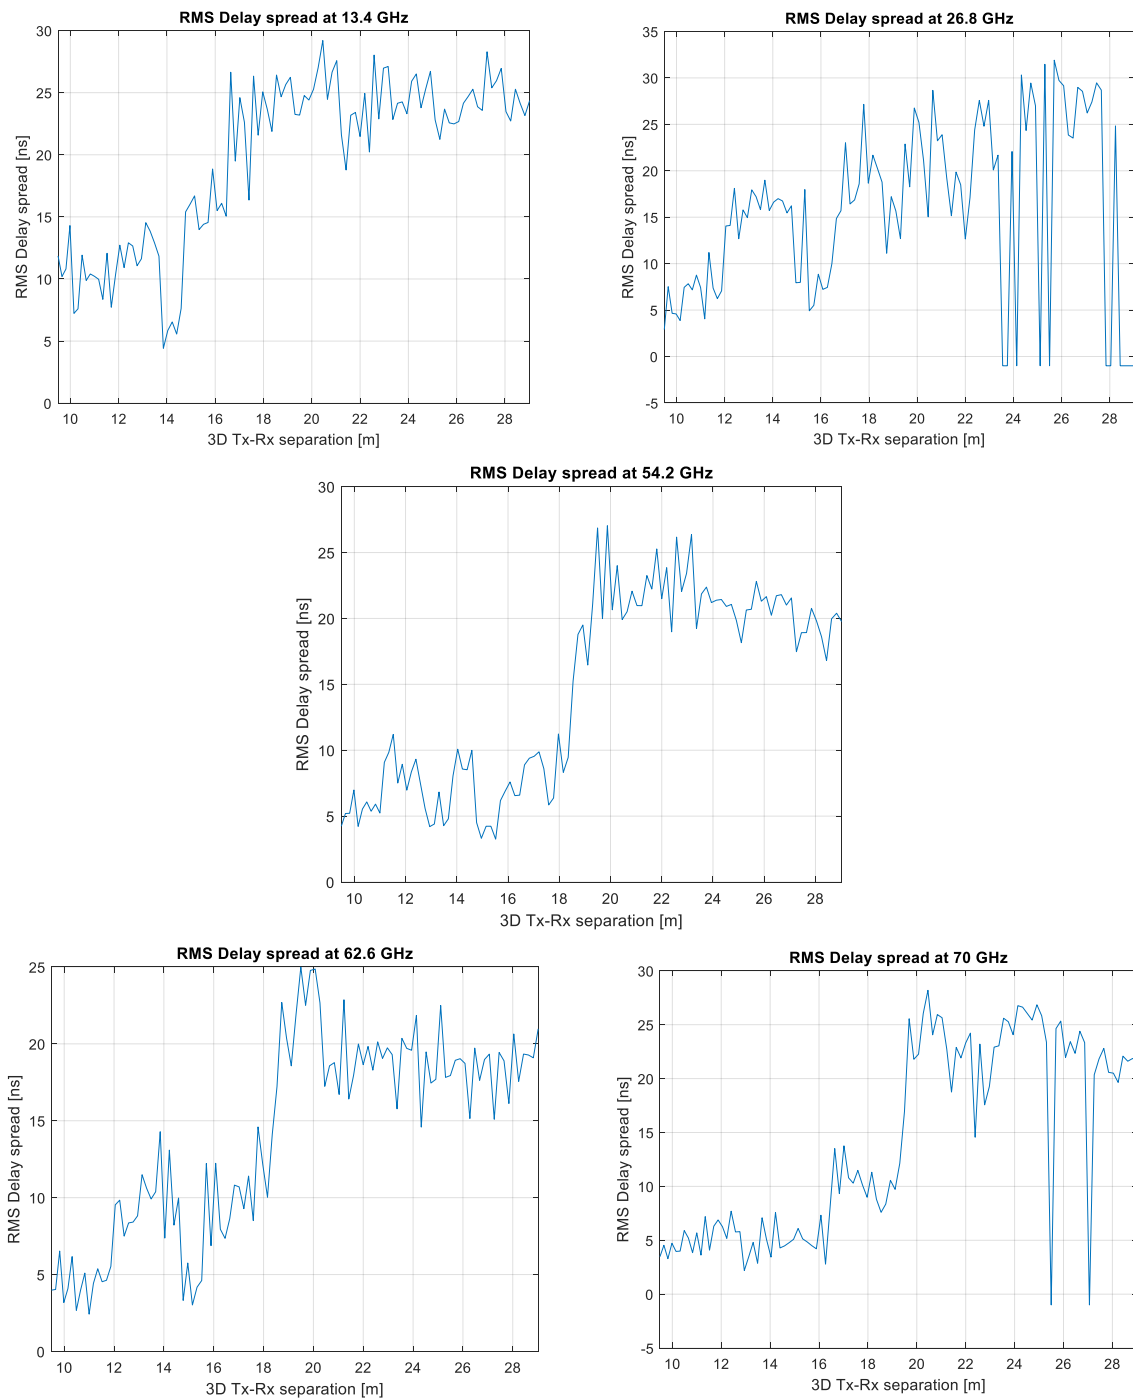 RMS Delay spread at 13.4 GHz
30
25
20
15
10
5
0
RMS Delay spread [ns]
10 12 14 16 18 20 22 24 26 28
3D Tx-Rx separation [m]
RMS Delay spread at 26.8 GHz
35
30
25
20
15
10
5
0
-5
RMS Delay spread [ns]
10 12 14 16 18 20 22 24 26 28
3D Tx-Rx separation [m]
RMS Delay spread at 54.2 GHz
30
25
20
15
10
5
0
RMS Delay spread [ns]
10 12 14 16 18 20 22 24 26 28
3D Tx-Rx separation [m]
RMS Delay spread at 62.6 GHz
25
20
15
10
5
0
RMS Delay spread [ns]
10 12 14 16 18 20 22 24 26 28
3D Tx-Rx separation [m]
RMS Delay spread at 70 GHz
30
25
20
15
10
5
0
-5
RMS Delay spread [ns]
10 12 14 16 18 20 22 24 26 28
3D Tx-Rx separation [m]